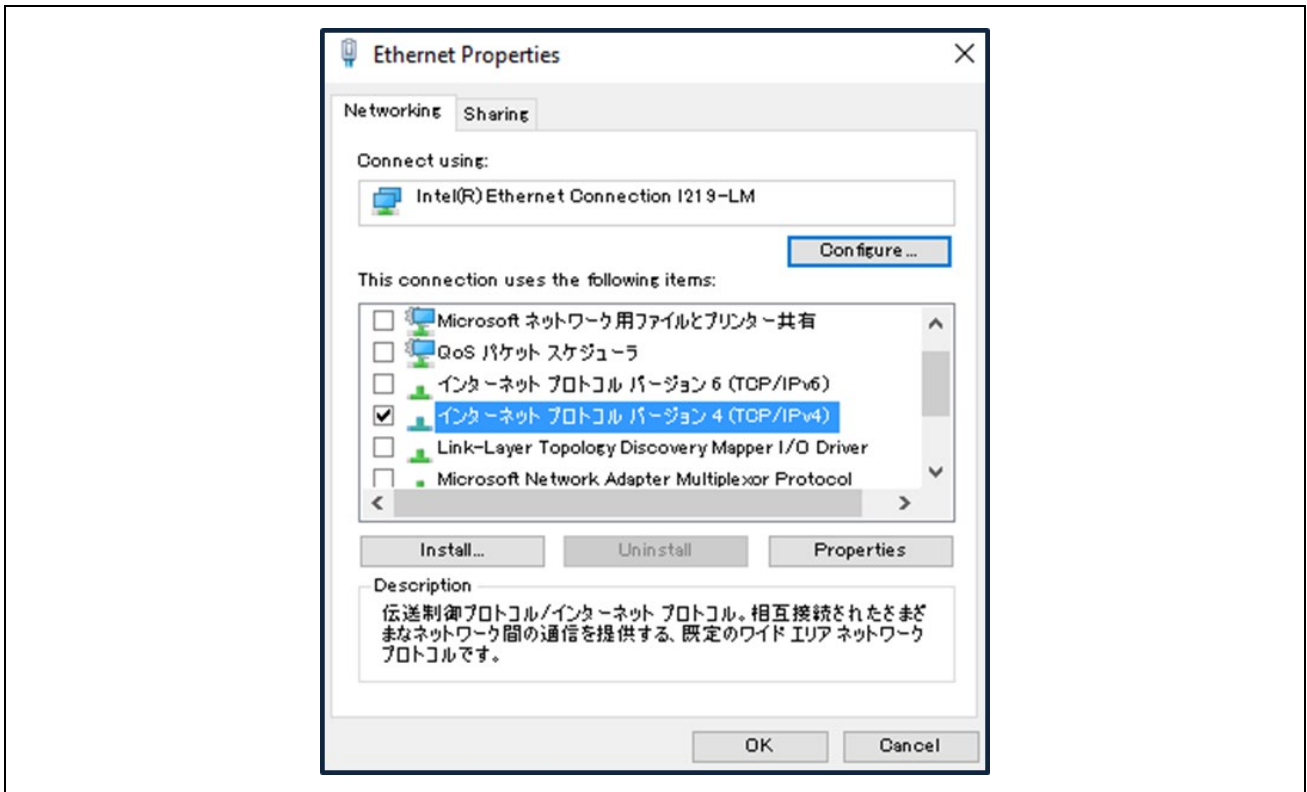 Ethernet Properties
Networking
Sharing
Connect using:
Intel(R) Ethernet Connection I219-LM
Configure...
This connection uses the following items:
Microsoft ネットワーク用ファイルとプリンター共有
QoS パケット スケジューラ
インターネット プロトコル バージョン 6 (TCP/IPv6)
インターネット プロトコル バージョン 4 (TCP/IPv4)
Link-Layer Topology Discovery Mapper I/O Driver
Microsoft Network Adapter Multiplexor Protocol
Install...
Uninstall
Properties
Description
伝送制御プロトコル/インターネット プロトコル。相互接続されたさまざ
まなネットワーク間の通信を提供する、既定のワイド エリア ネットワーク
プロトコルです。
OK
Cancel